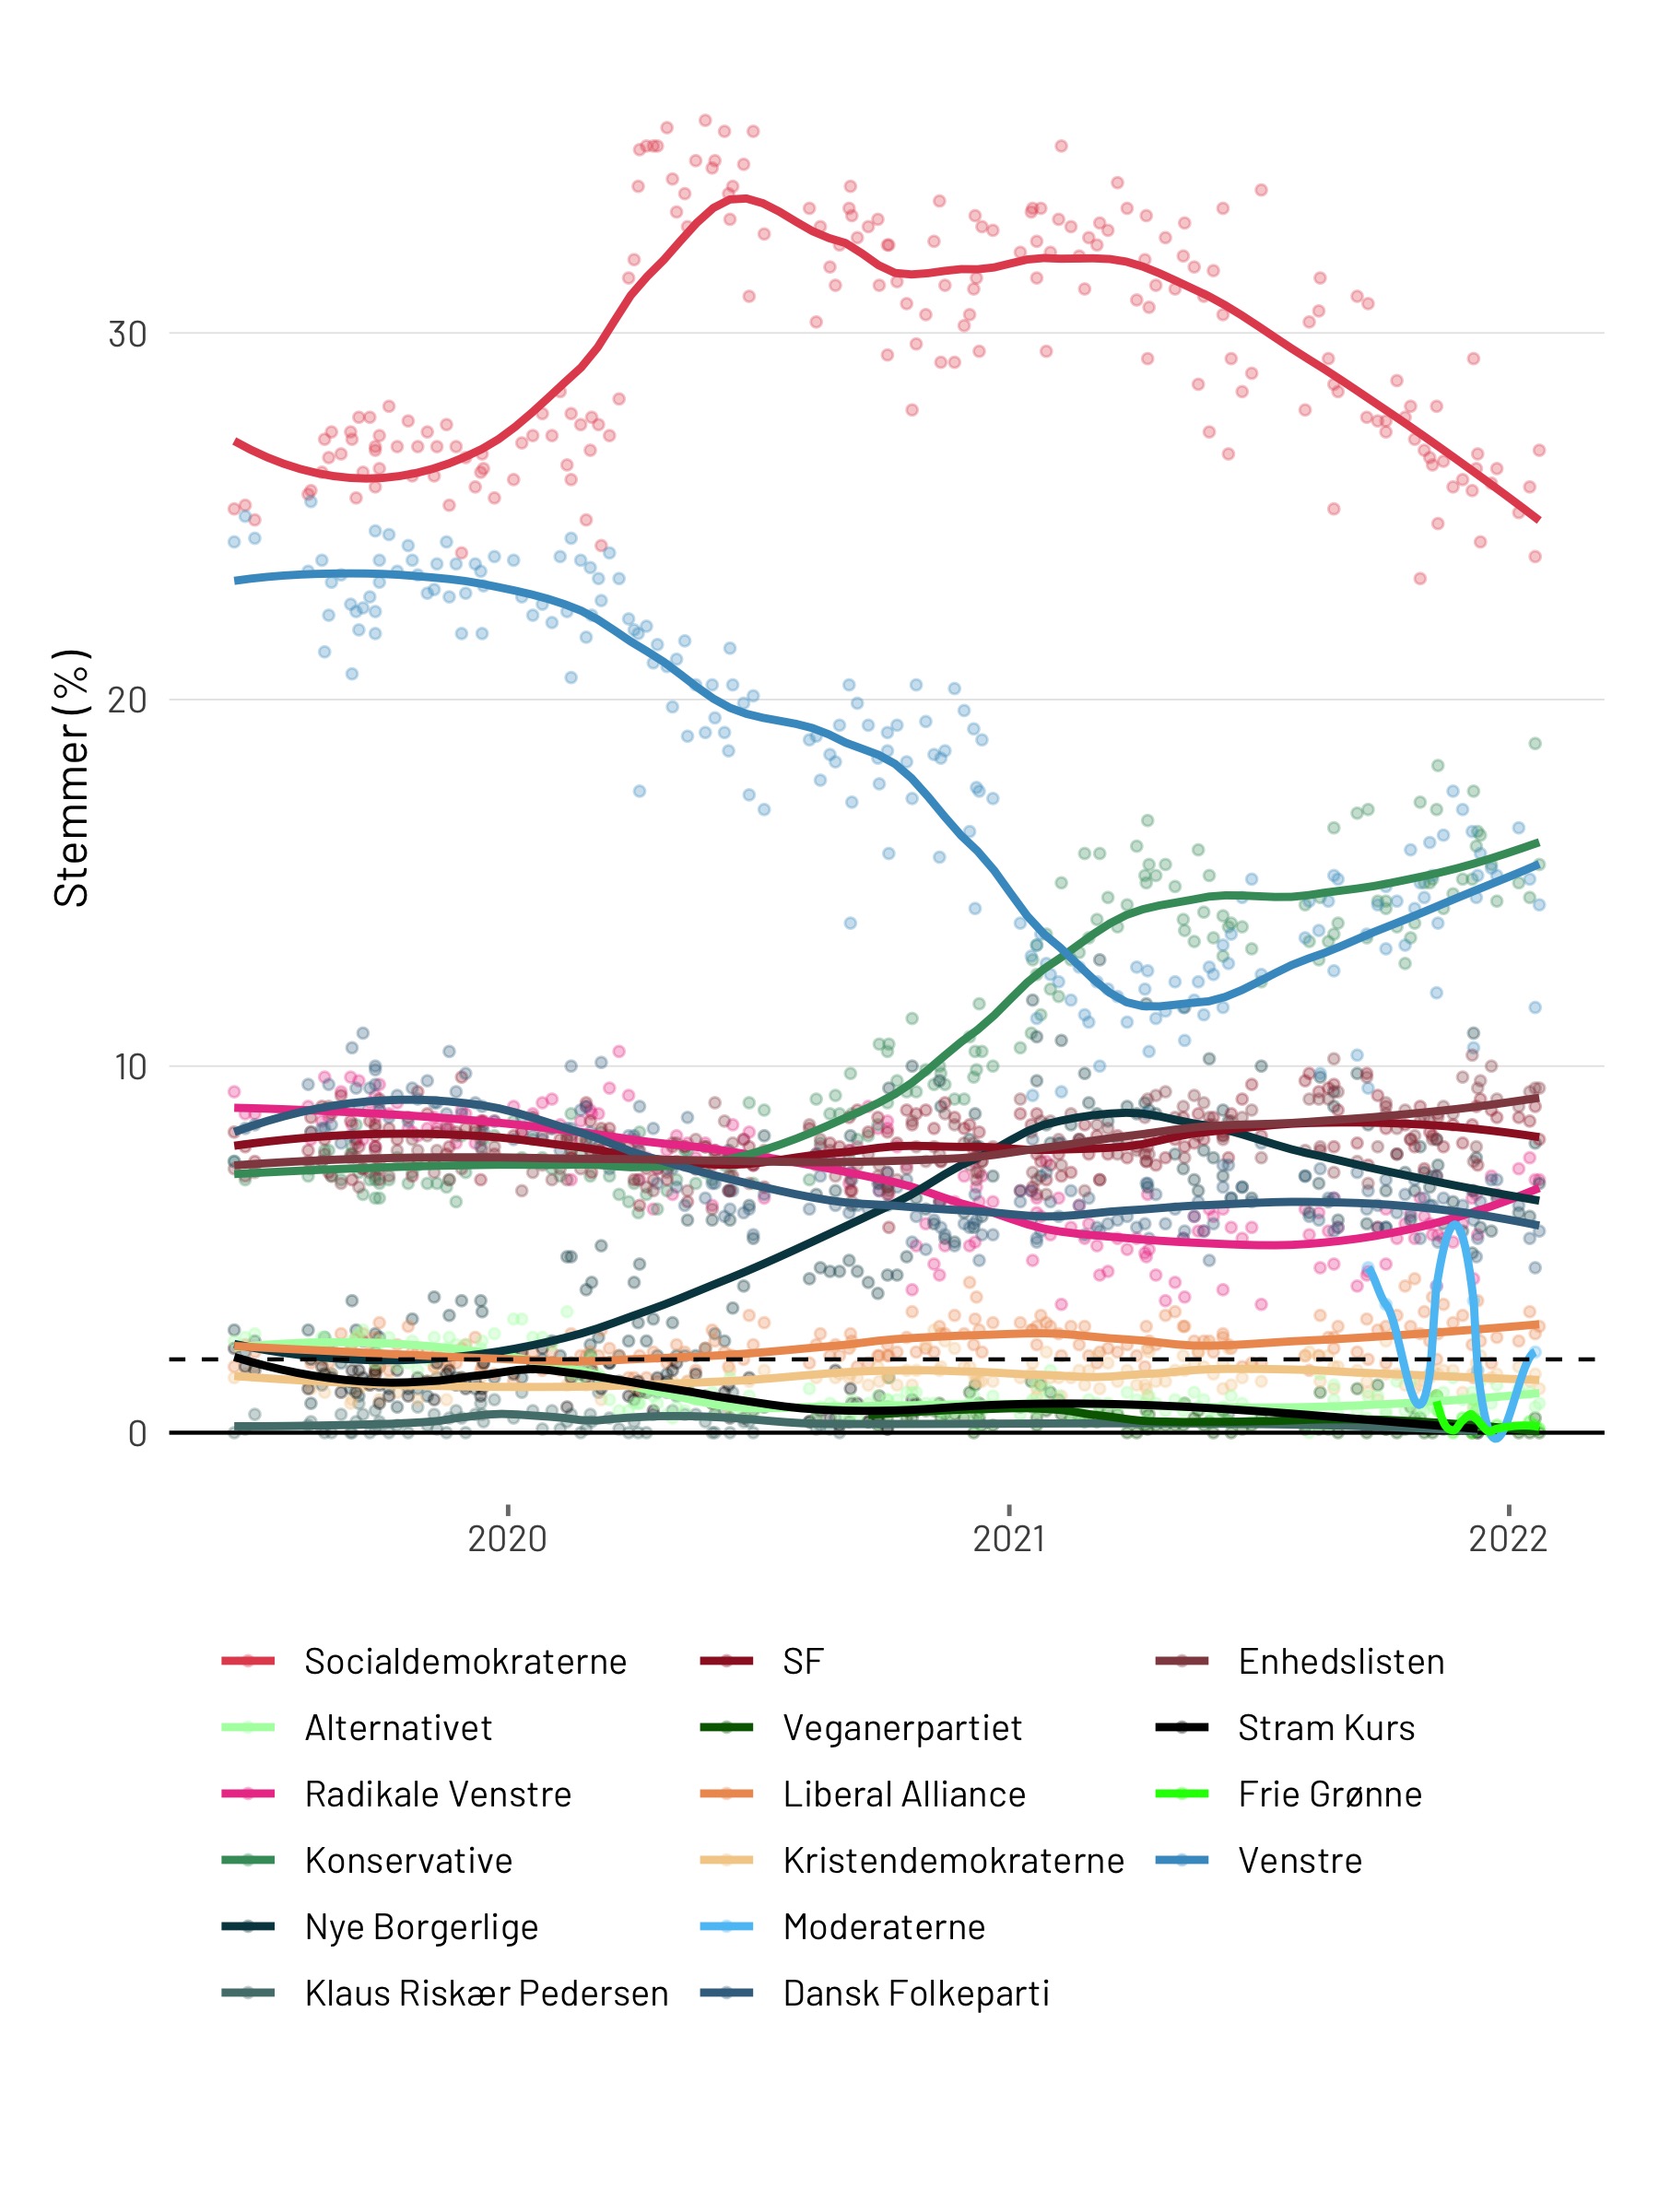 Stemmer (%)
30
20
10
0
2020 2021 2022
Socialdemokraterne SF Enhedslisten
Alternativet Veganerpartiet Stram Kurs
Radikale Venstre Liberal Alliance Frie Grønne
Konservative Kristendemokraterne Venstre
Nye Borgerlige Moderaterne
Klaus Riskær Pedersen Dansk Folkeparti